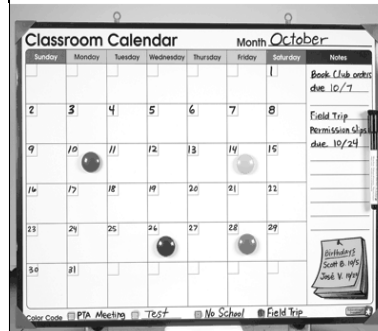 Classroom Calendar
Month October
Sunday Monday Tuesday Wednesday Thursday Friday Saturday Notes
1
Book Club orders
due 10/7
2 3 4 5 6 7 8
Field Trip
Permission slips
due 10/24
9 10 11 12 13 14 15
16 17 18 19 20 21 22
23 24 25 26 27 28 29
Birthdays
Scott B. 10/5
José V.
30 31
Color Code PTA Meeting Test No School Field Trip